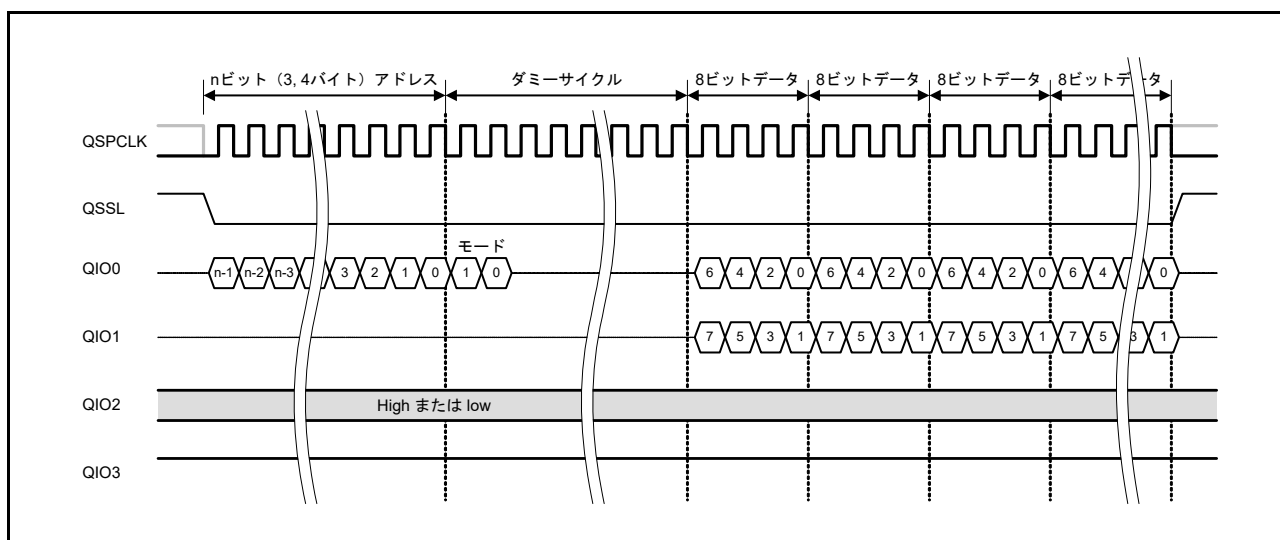 nビット（3, 4バイト）アドレス ダミーサイクル 8ビットデータ 8ビットデータ 8ビットデータ 8ビットデータ
QSPCLK
QSSL
モード
QIO0 n-1 n-2 n-3 3 2 1 0 1 0 6 4 2 0 6 4 2 0 6 4 2 0 6 4 0
QIO1 7 5 3 1 7 5 3 1 7 5 3 1 7 5 3 1
QIO2 High または low
QIO3